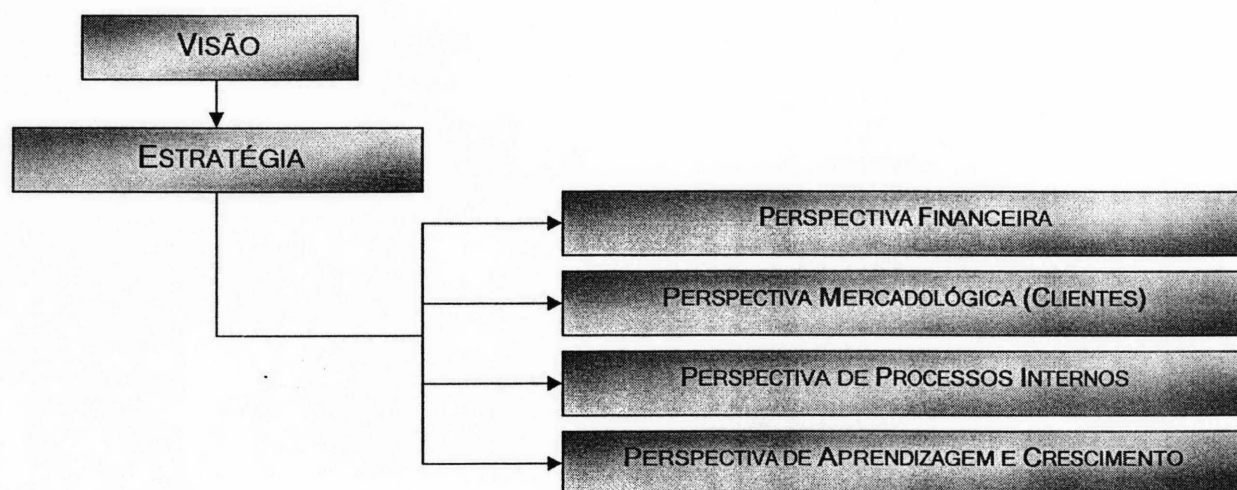 VISÃO
ESTRATÉGIA
PERSPECTIVA FINANCEIRA
PERSPECTIVA MERCADOLÓGICA (CLIENTES)
PERSPECTIVA DE PROCESSOS INTERNOS
PERSPECTIVA DE APRENDIZAGEM E CRESCIMENTO